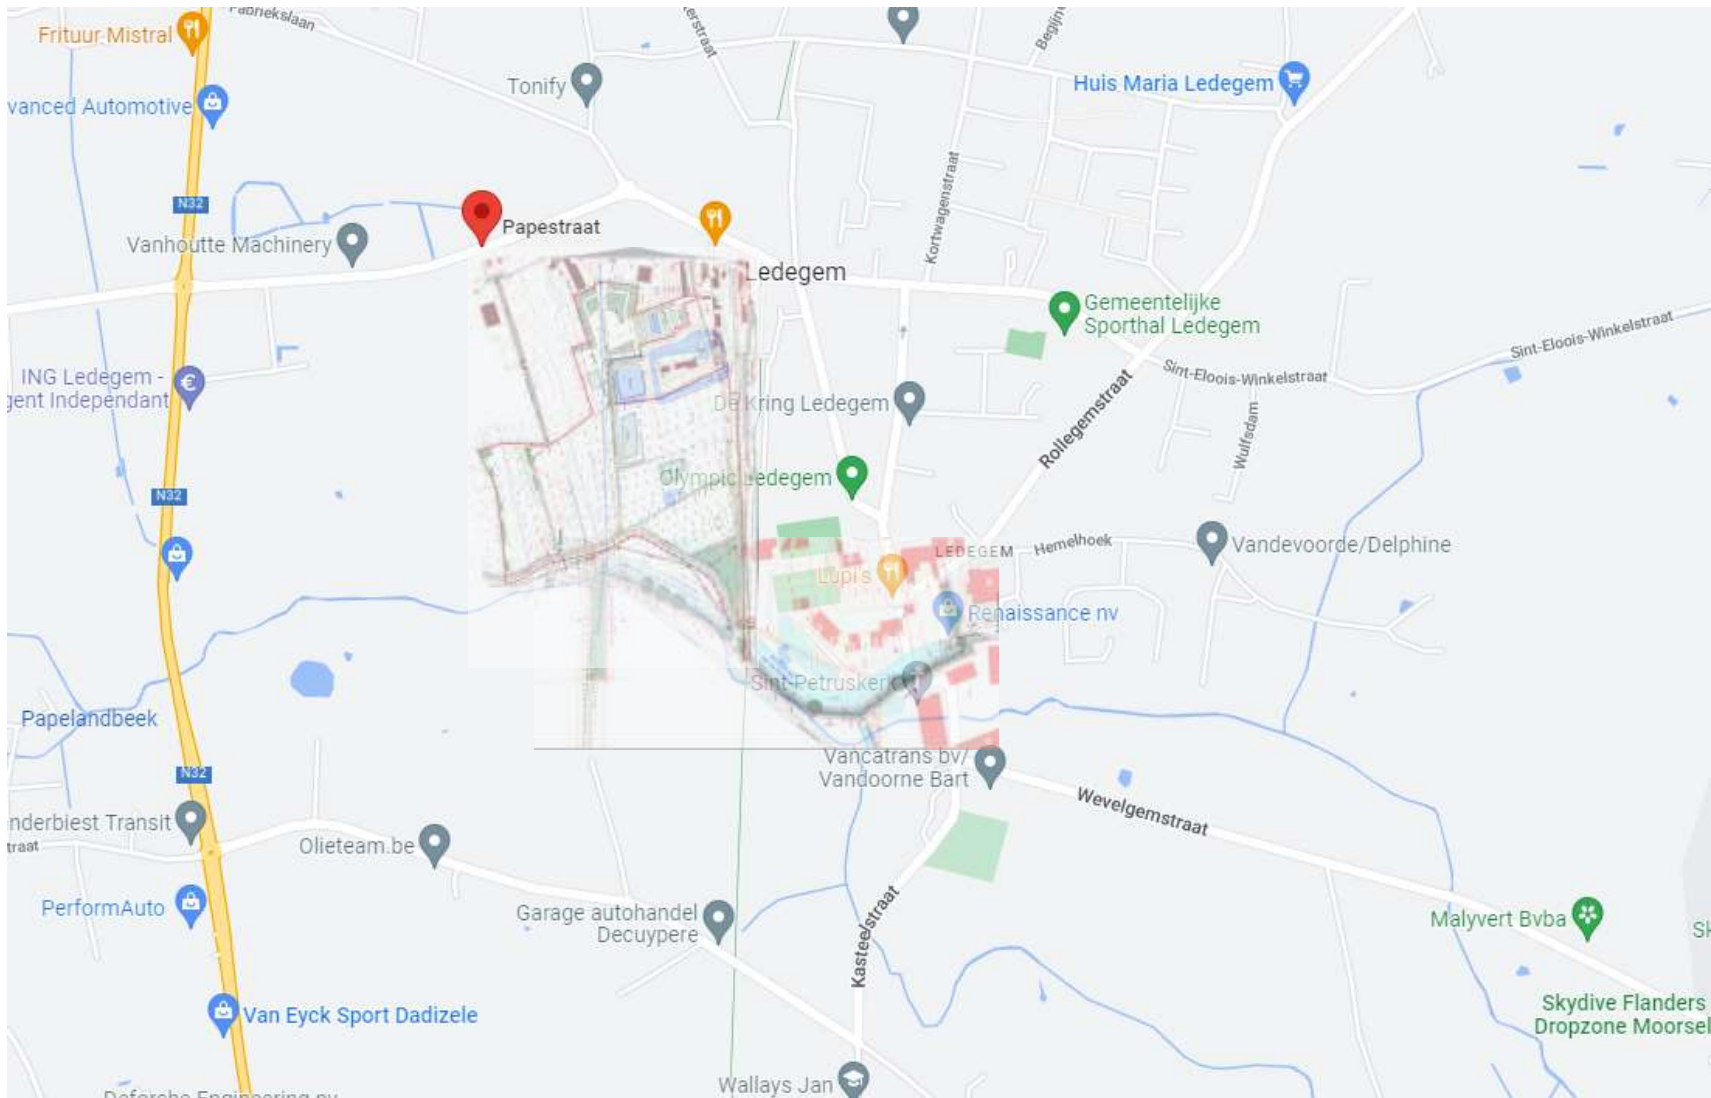 Fabriekslaan
Frituur Mistral
Tonify
Huis Maria Ledegem
vanced Automotive
N32
Kortwagenstraat
Papestraat
Vanhoutte Machinery
Ledegem
Gemeentelijke
Sporthal Ledegem
Sint-Eloois-Winkelstraat
Sint-Eloois-Winkelstraat
ING Ledegem -
gent Independant
De Kring Ledegem
Rollegemstraat
Wulfsdam
Olympic Ledegem
N32
LEDEGEM
Hemelhoek
Vandevoorde/Delphine
Lupi's
Renaissance nv
Sint-Petruskerk
Papelandbeek
Vancatrans bv/
Vandoorne Bart
N32
Wevelgemstraat
nderbiest Transit
traat
Olieteam.be
PerformAuto
Garage autohandel
Decuypere
Kasteelstraat
Malyvert Bvba
Sk
Van Eyck Sport Dadizele
Skydive Flanders
Dropzone Moorsel
Wallays Jan